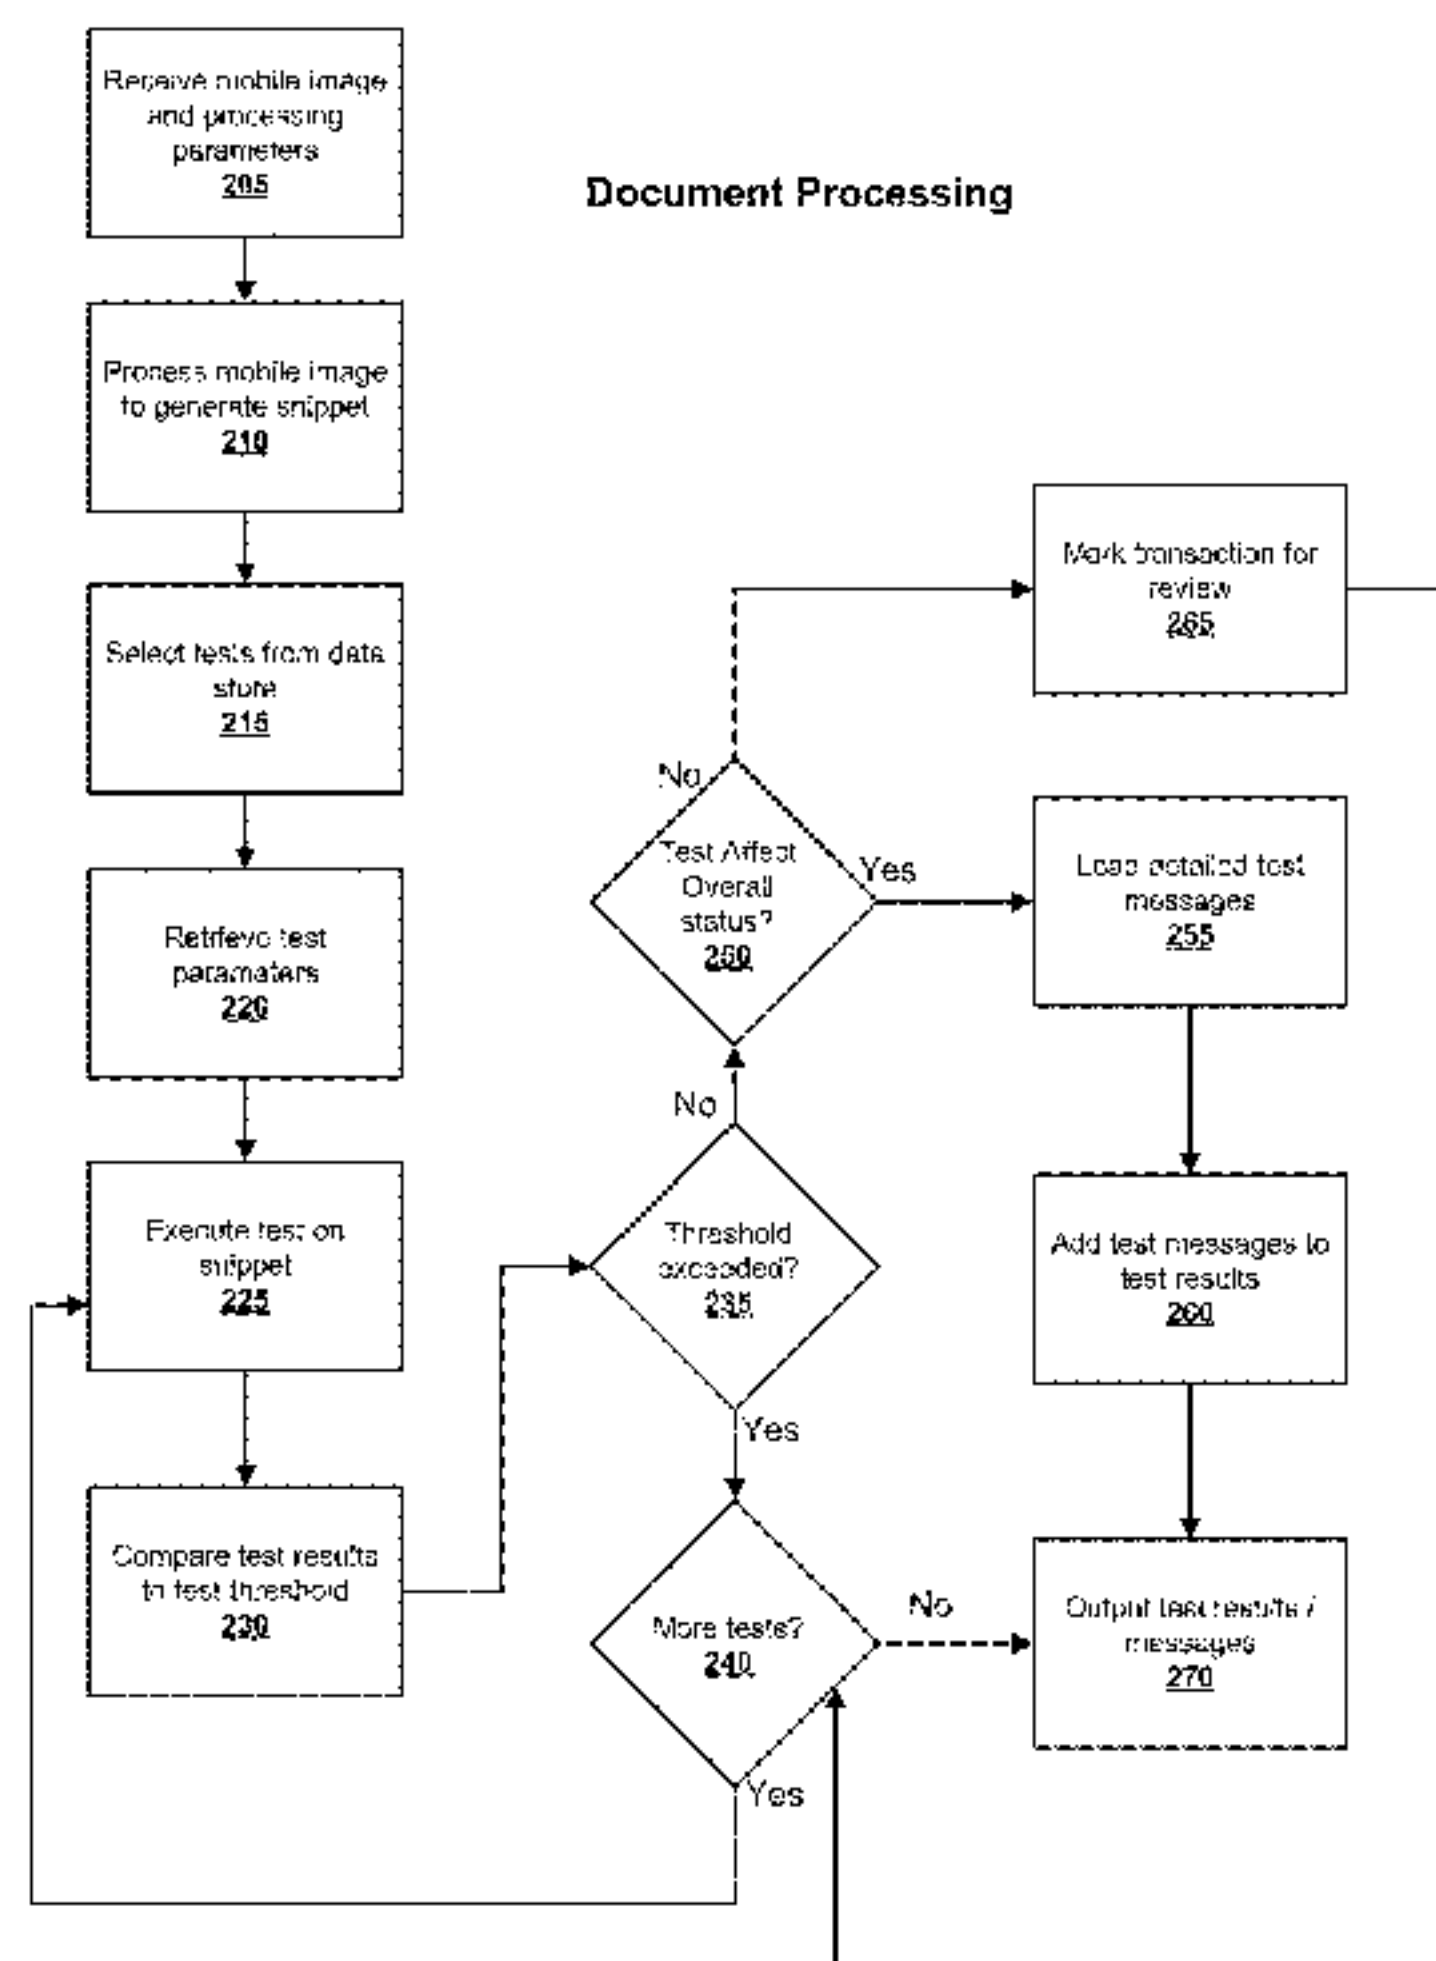 Receive mobile image
and processing
parameters
205
Document Processing
Process mobile image
to generate snippet
210
Select tests from data
store
215
Retrieve test
parameters
220
Execute test on
snippet
225
Compare test results
to test threshold
230
No
Test Affect
Overall
status?
250
Yes
No
Threshold
exceeded?
235
Yes
More tests?
240
No
Yes
Mark transaction for
review
265
Load detailed test
messages
255
Add test messages to
test results
260
Output test results /
messages
270